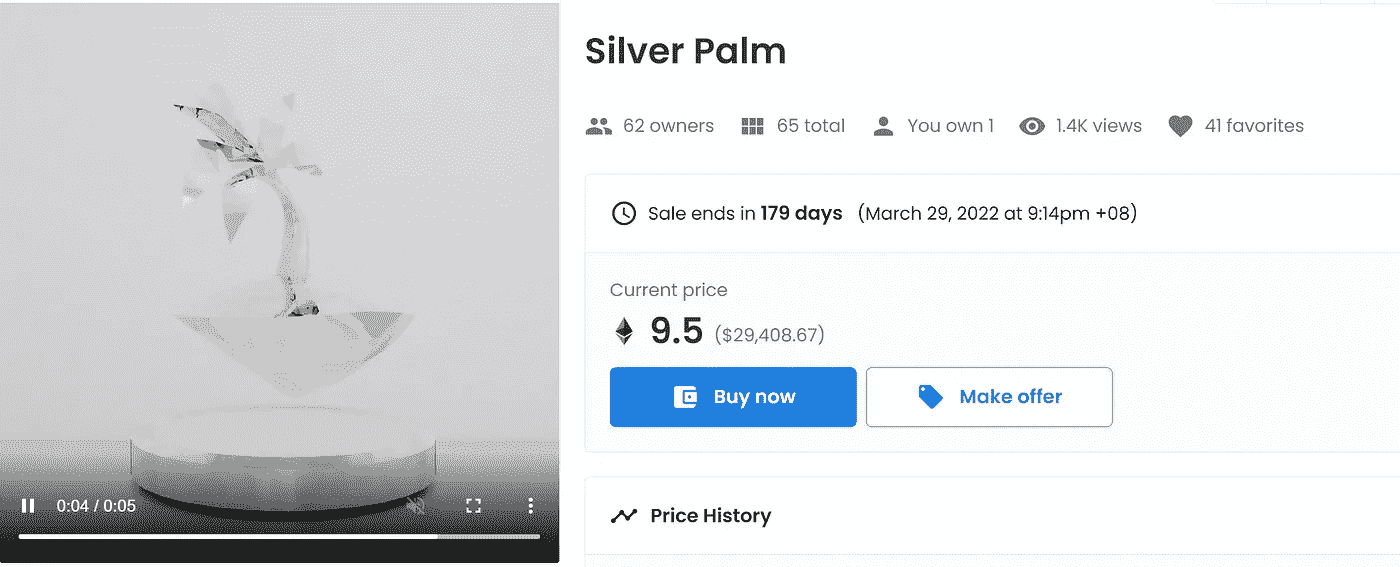 Silver Palm
62 owners 65 total You own 1 1.4K views 41 favorites
Sale ends in 179 days (March 29, 2022 at 9:14pm +08)
Current price
9.5 ($29,408.67)
Buy now Make offer
0:04 / 0:05
Price History